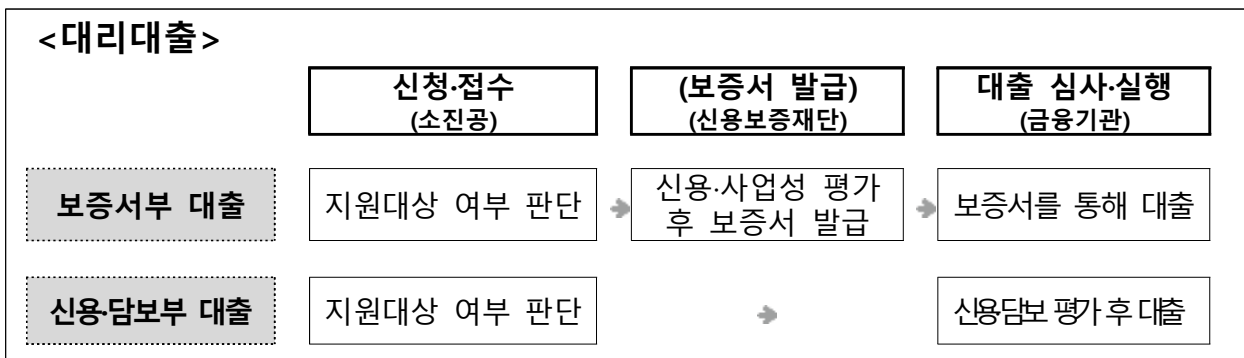 <대리대출>
신청·접수
(소진공)
(보증서 발급)
(신용보증재단)
대출 심사·실행
(금융기관)
보증서부 대출
지원대상 여부 판단
신용·사업성 평가
후 보증서 발급
보증서를 통해 대출
신용·담보부 대출
지원대상 여부 판단
신용·담보 평가 후 대출